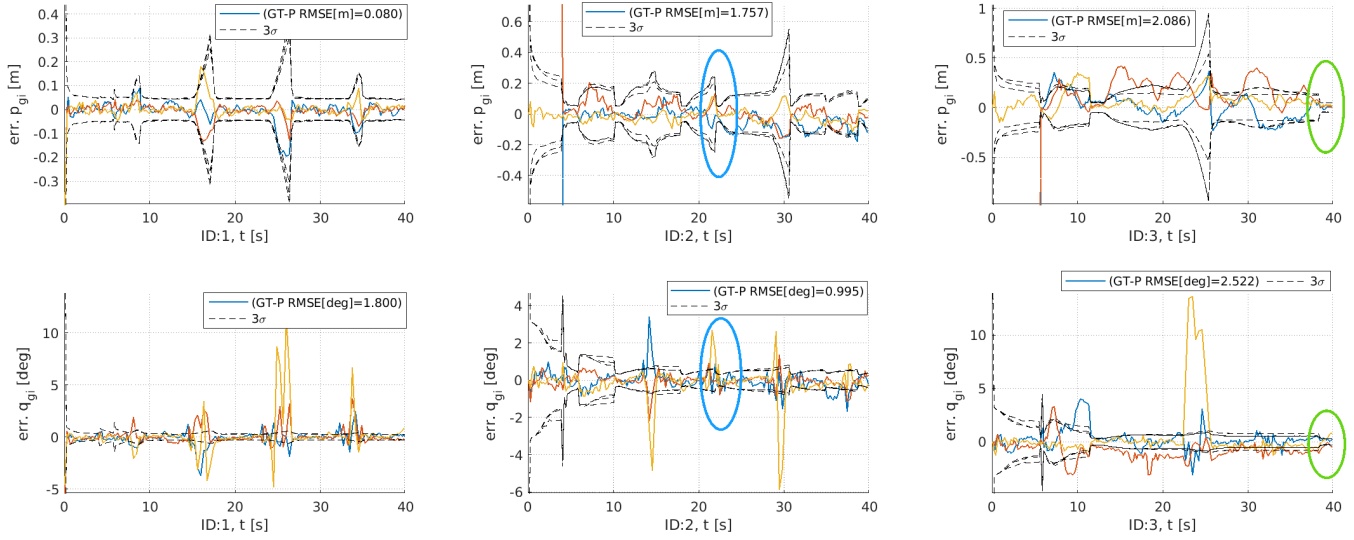 err. p_gi [m]
0.4
0.3
0.2
0.1
0
-0.1
-0.2
-0.3
(GT-P RMSE[m]=0.080)
3σ
0 10 20 30 40
ID:1, t [s]
err. p_gi [m]
0.6
0.4
0.2
0
-0.2
-0.4
(GT-P RMSE[m]=1.757)
3σ
0 10 20 30 40
ID:2, t [s]
err. p_gi [m]
1
0.5
0
-0.5
(GT-P RMSE[m]=2.086)
3σ
0 10 20 30 40
ID:3, t [s]
err. q_gi [deg]
10
5
0
-5
(GT-P RMSE[deg]=1.800)
3σ
0 10 20 30 40
ID:1, t [s]
err. q_gi [deg]
4
2
0
-2
-4
-6
(GT-P RMSE[deg]=0.995)
3σ
0 10 20 30 40
ID:2, t [s]
err. q_gi [deg]
10
5
0
-5
(GT-P RMSE[deg]=2.522) 3σ
0 10 20 30 40
ID:3, t [s]